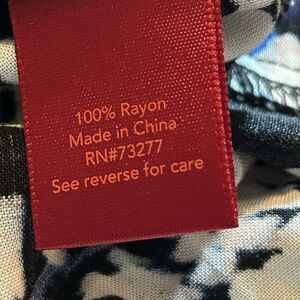 100% Rayon
Made in China
RN#73277
See reverse for care